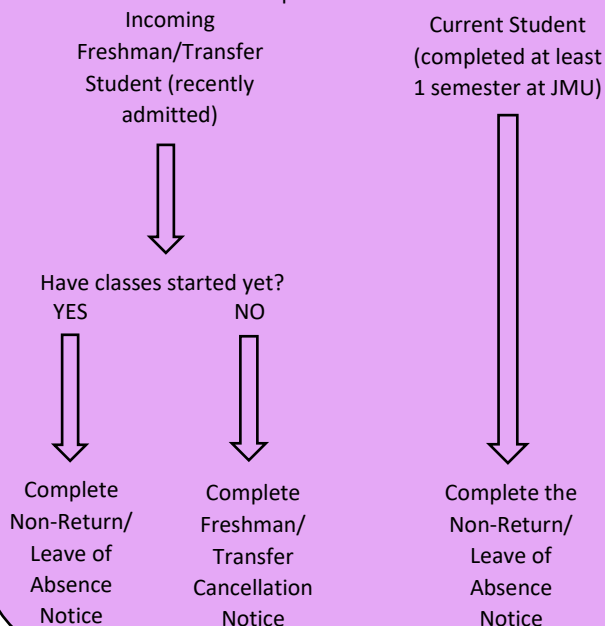 Incoming
Freshman/Transfer
Student (recently
admitted)
Current Student
(completed at least
1 semester at JMU)
Have classes started yet?
YES NO
Complete
Non-Return/
Leave of
Absence
Notice
Complete
Freshman/
Transfer
Cancellation
Notice
Complete the
Non-Return/
Leave of
Absence
Notice